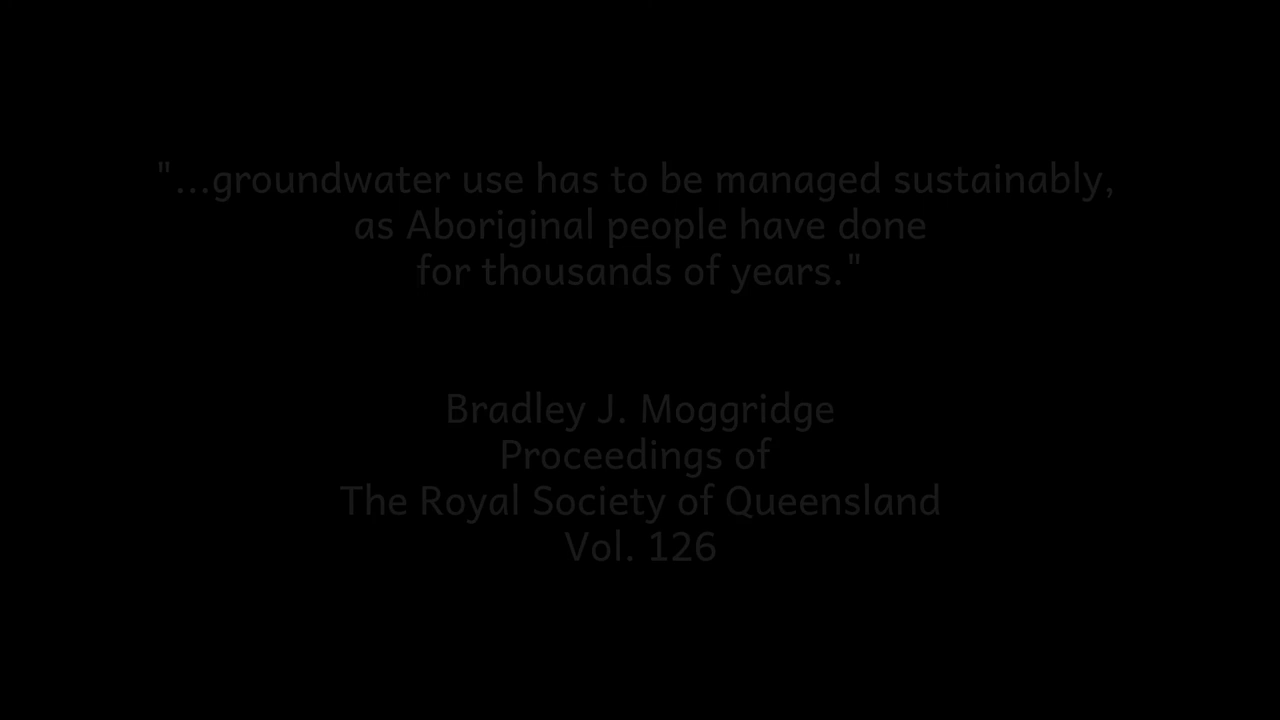 "...groundwater use has to be managed sustainably,
as Aboriginal people have done
for thousands of years."
Bradley J. Moggridge
Proceedings of
The Royal Society of Queensland
Vol. 126